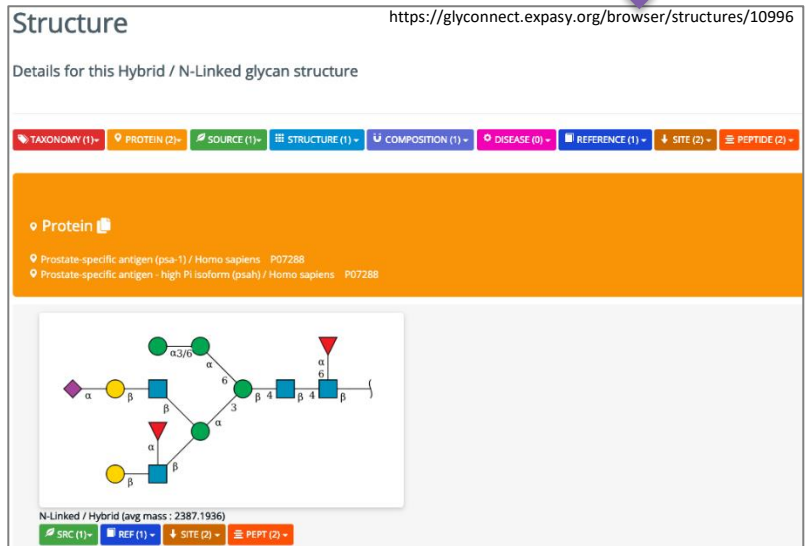 Structure
https://glyconnect.expasy.org/browser/structures/10996
Details for this Hybrid / N-Linked glycan structure
TAXONOMY (1) PROTEIN (2) SOURCE (1) STRUCTURE (1) COMPOSITION (1) DISEASE (0) REFERENCE (1) SITE (2) PEPTIDE (2)
Protein
Prostate-specific antigen (psa-1) / Homo sapiens P07288
Prostate-specific antigen - high Pi isoform (psah) / Homo sapiens P07288
α3/6
α
α
6
6
α β β β 4 β 4 β
3
β
α
α
β
β
N-Linked / Hybrid (avg mass : 2387.1936)
SRC (1) REF (1) SITE (2) PEPT (2)